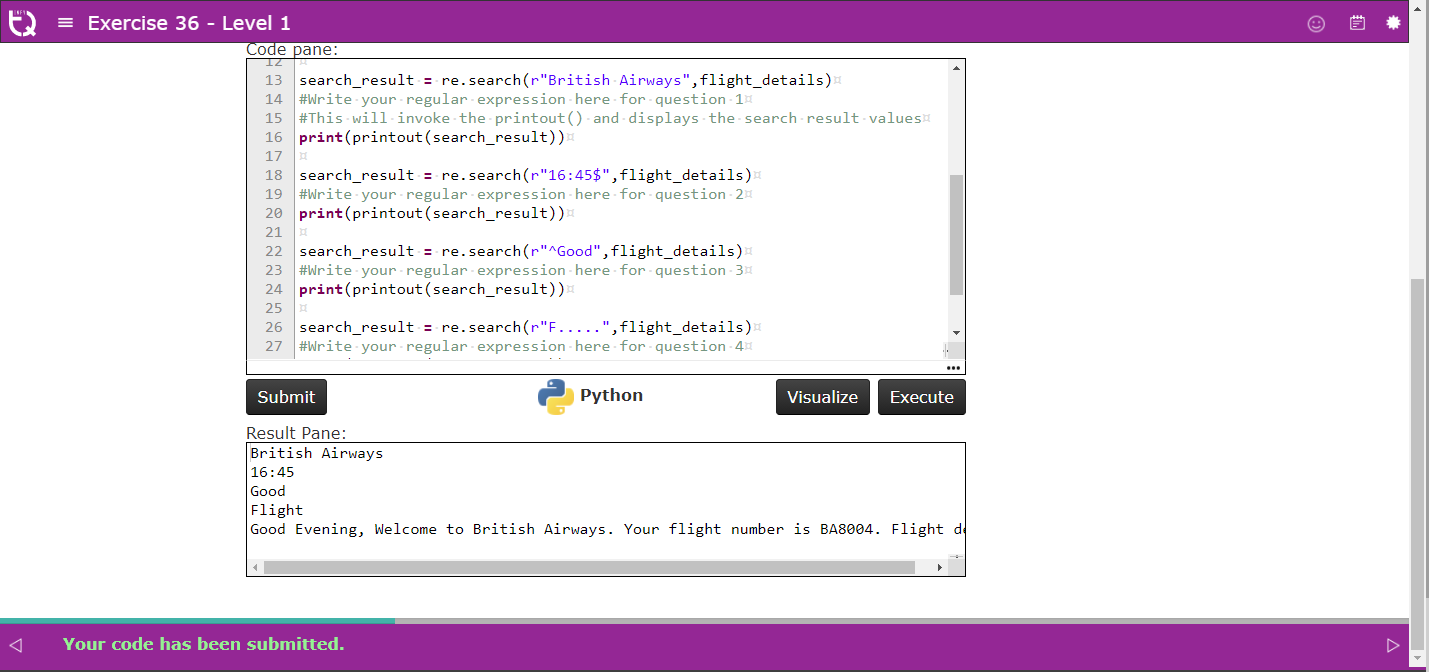 Exercise 36 - Level 1
Code pane:
12
13 search_result = re.search(r"British Airways",flight_details)
14 #Write your regular expression here for question 1
15 #This will invoke the printout() and displays the search result values
16 print(printout(search_result))
17
18 search_result = re.search(r"16:45$",flight_details)
19 #Write your regular expression here for question 2
20 print(printout(search_result))
21
22 search_result = re.search(r"^Good",flight_details)
23 #Write your regular expression here for question 3
24 print(printout(search_result))
25
26 search_result = re.search(r"F.....",flight_details)
27 #Write your regular expression here for question 4
Submit Python Visualize Execute
Result Pane:
British Airways
16:45
Good
Flight
Good Evening, Welcome to British Airways. Your flight number is BA8004. Flight
Your code has been submitted.